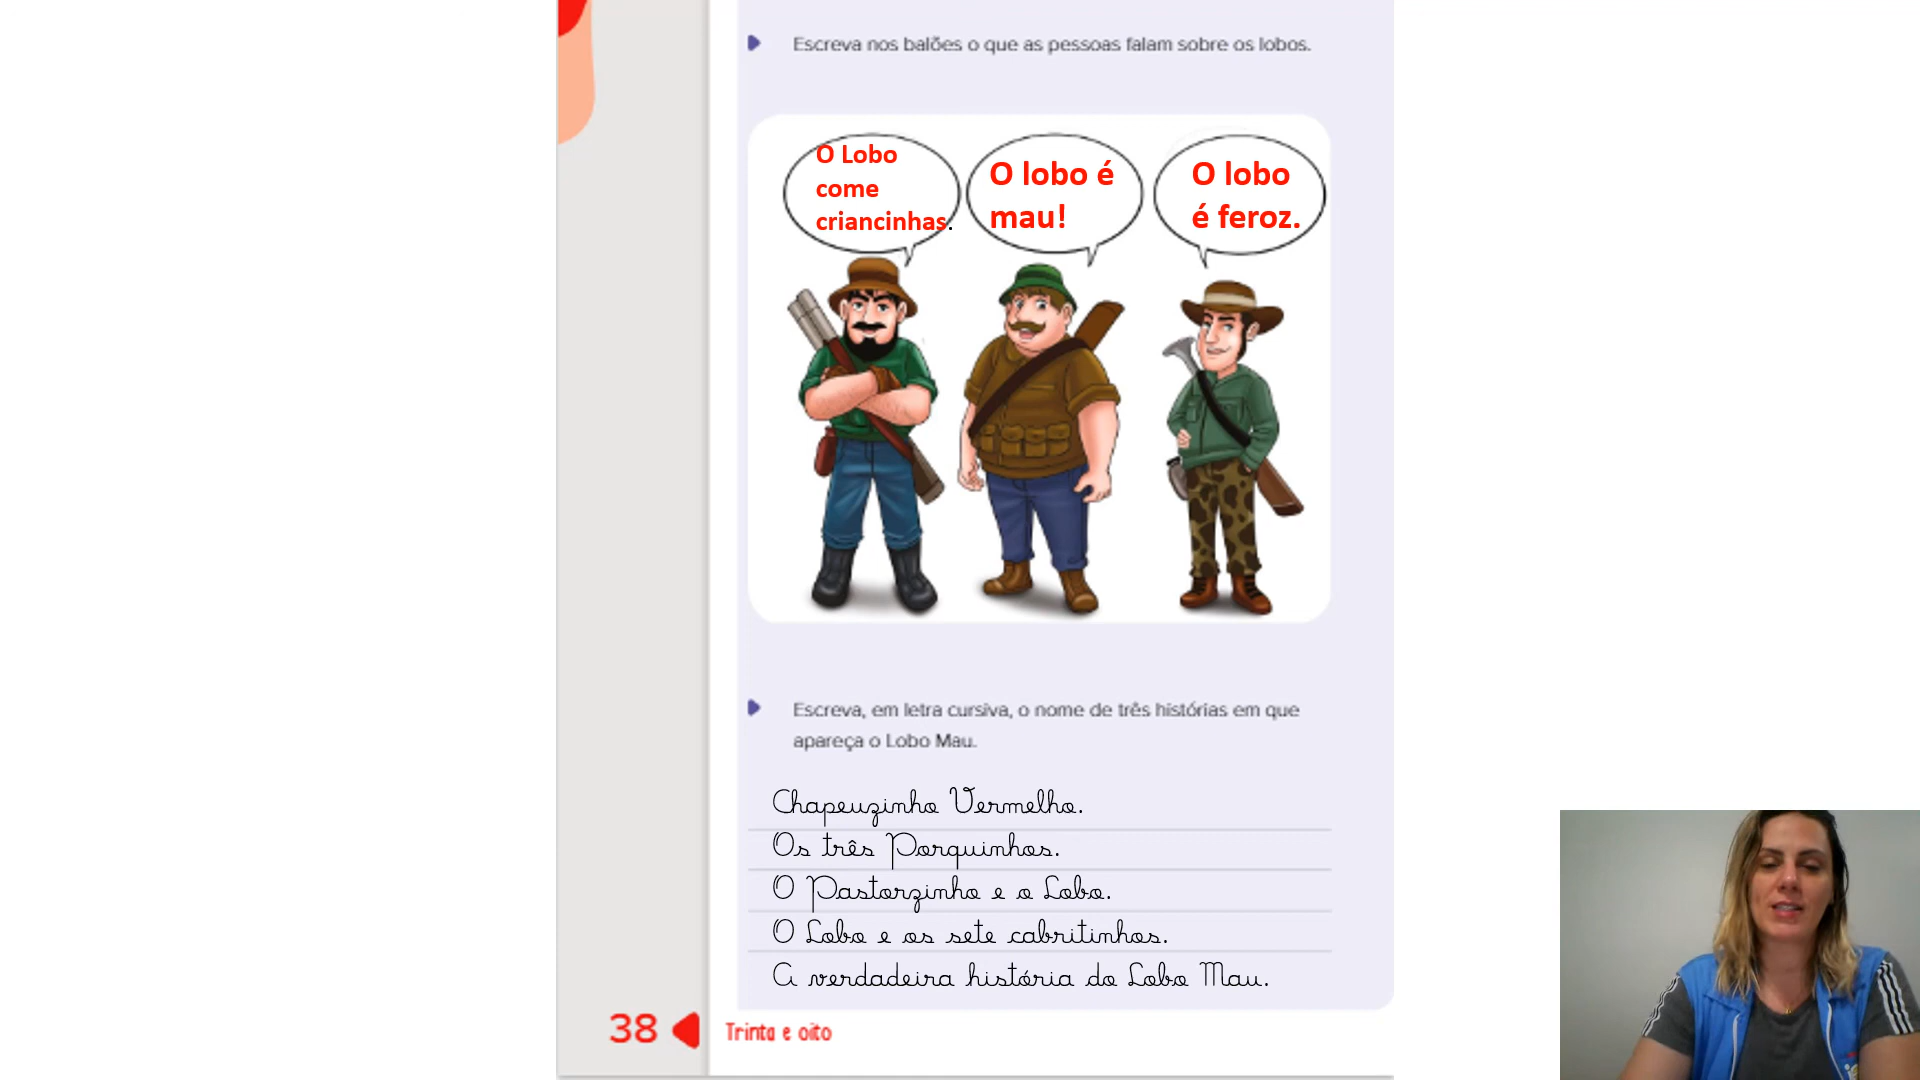 Escreva nos balões o que as pessoas falam sobre os lobos.
O Lobo
come
criancinhas.
O lobo é
mau!
O lobo
é feroz.
Escreva, em letra cursiva, o nome de três histórias em que
apareça o Lobo Mau.
Chapeuzinho Vermelho.
Os três Porquinhos.
O Pastorzinho e o Lobo.
O Lobo e os sete cabritinhos.
A verdadeira história do Lobo Mau.
38
Trinta e oito